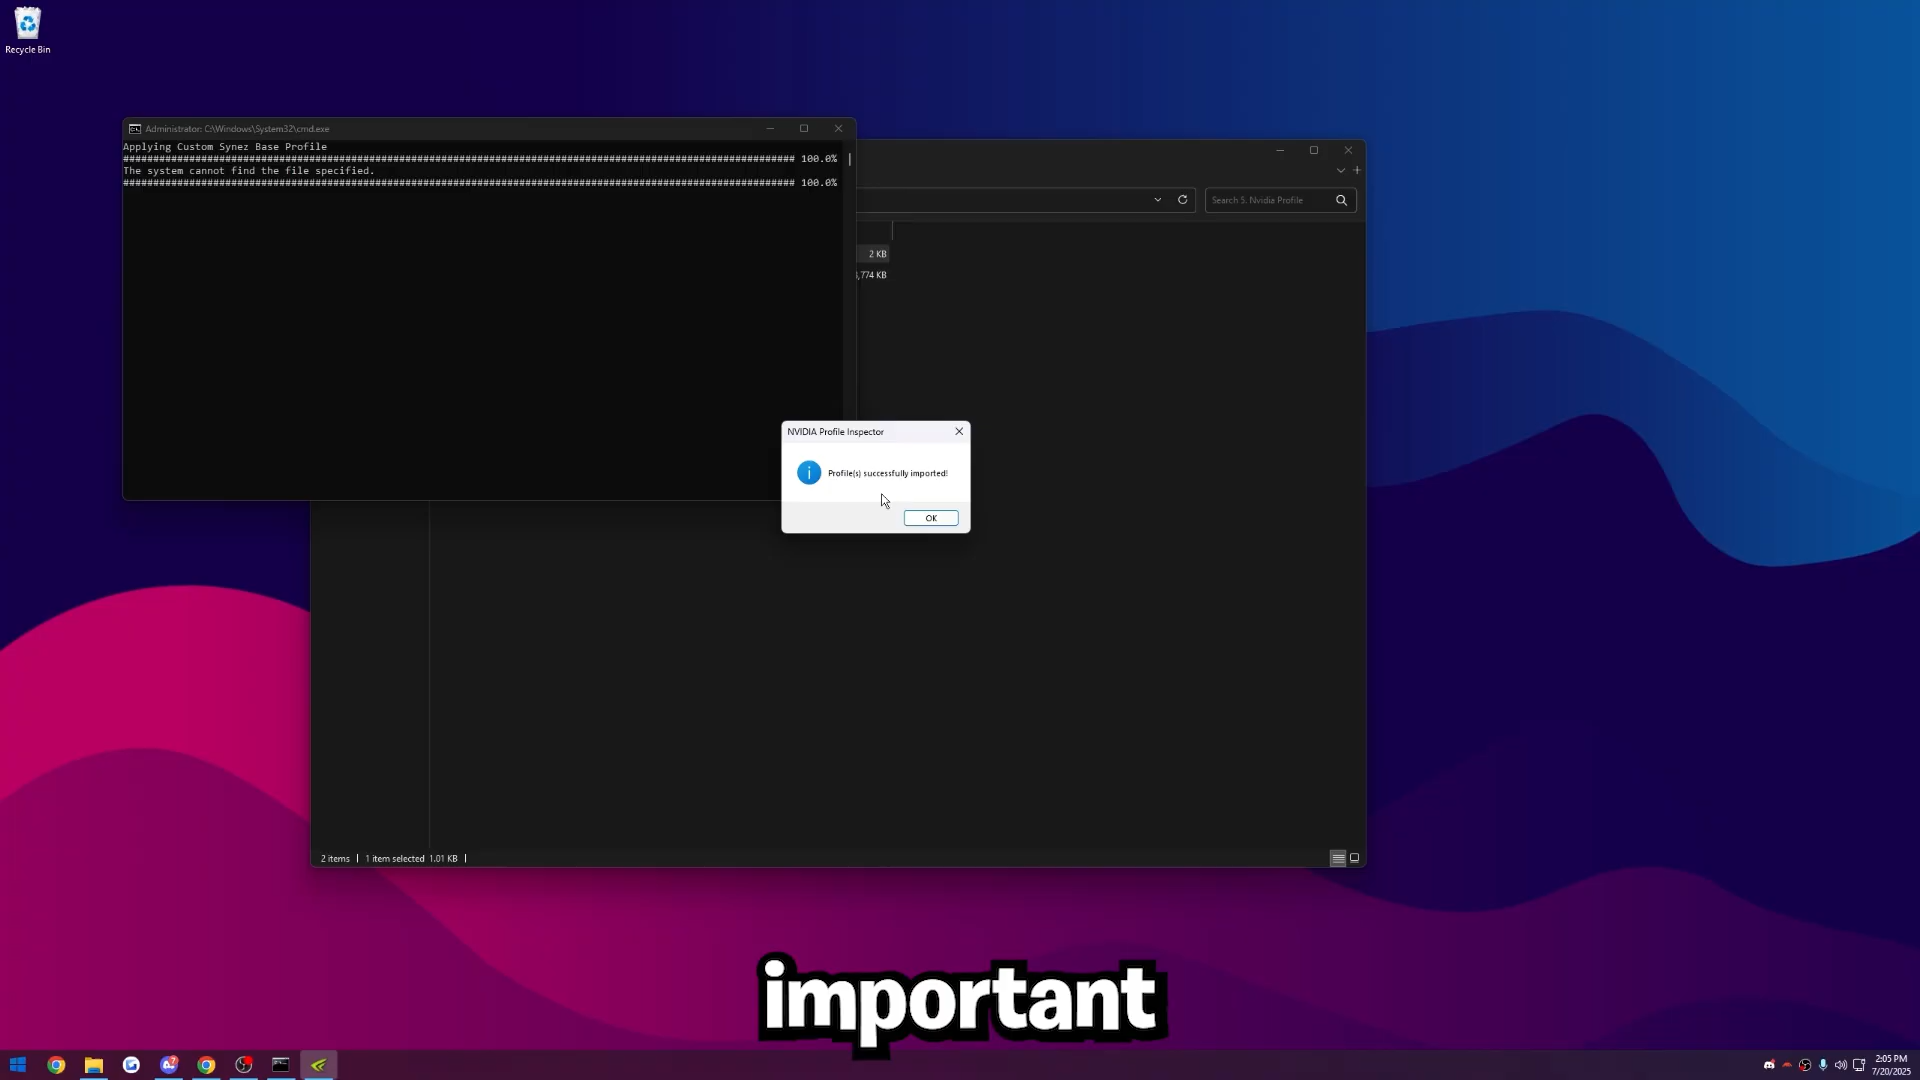 Recycle Bin
Administrator: C:\Windows\System32\cmd.exe
Applying Custom Synez Base Profile
############################################################################################### 100.0%
The system cannot find the file specified.
############################################################################################### 100.0%
Search 5. Nvidia Profile
2 KB
,774 KB
NVIDIA Profile Inspector
Profile(s) successfully imported!
OK
2 items
1 item selected 1.01 KB
important
2:05 PM
7/20/2025